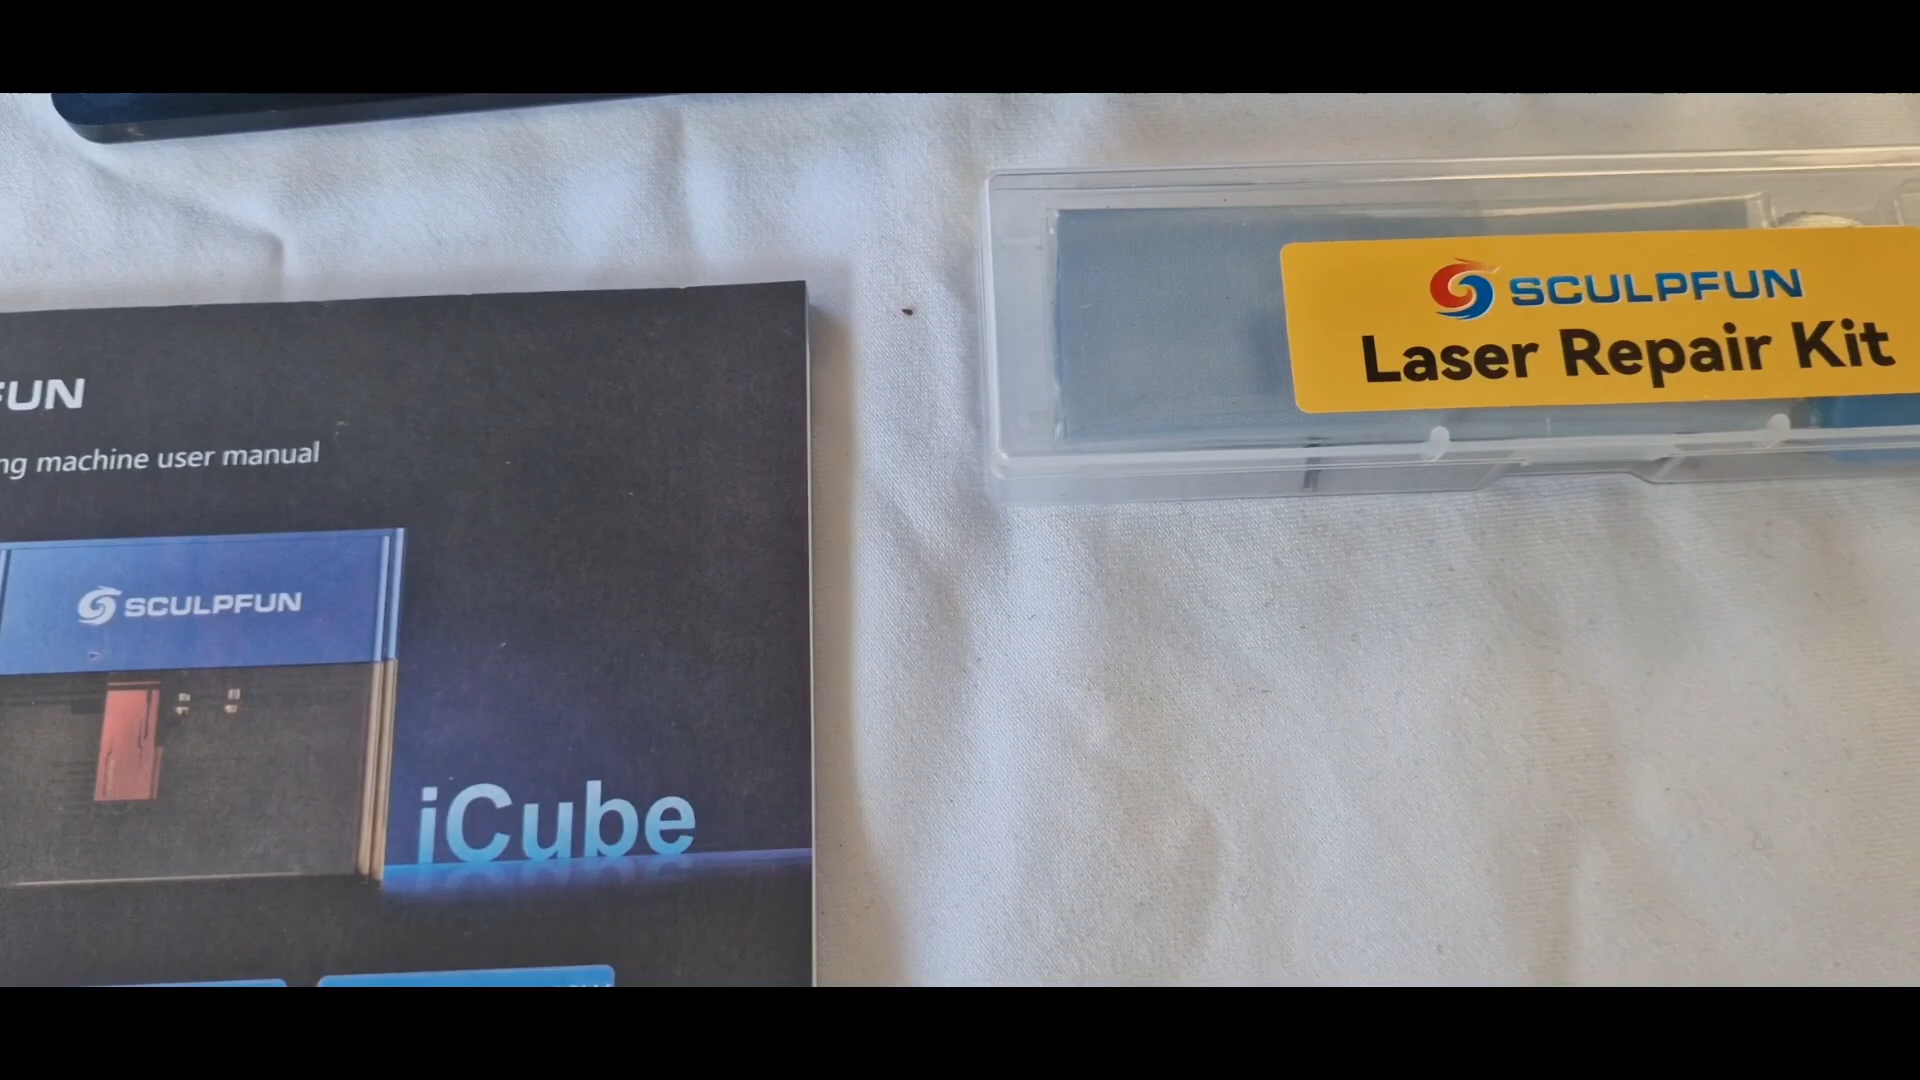 FUN
ng machine user manual
SCULPFUN
iCube
SCULPFUN
Laser Repair Kit